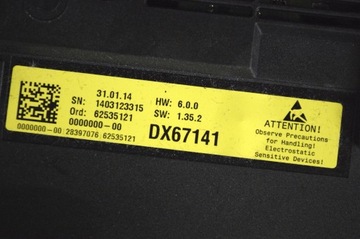 31.01.14
SN: 1403123315
Ord: 62535121
0000000-00
HW: 6.0.0
SW: 1.35.2
0000000-00 28397076 62535121
DX67141
ATTENTION!
Observe Precautions
for Handling!
Electrostatic
Sensitive Devices!